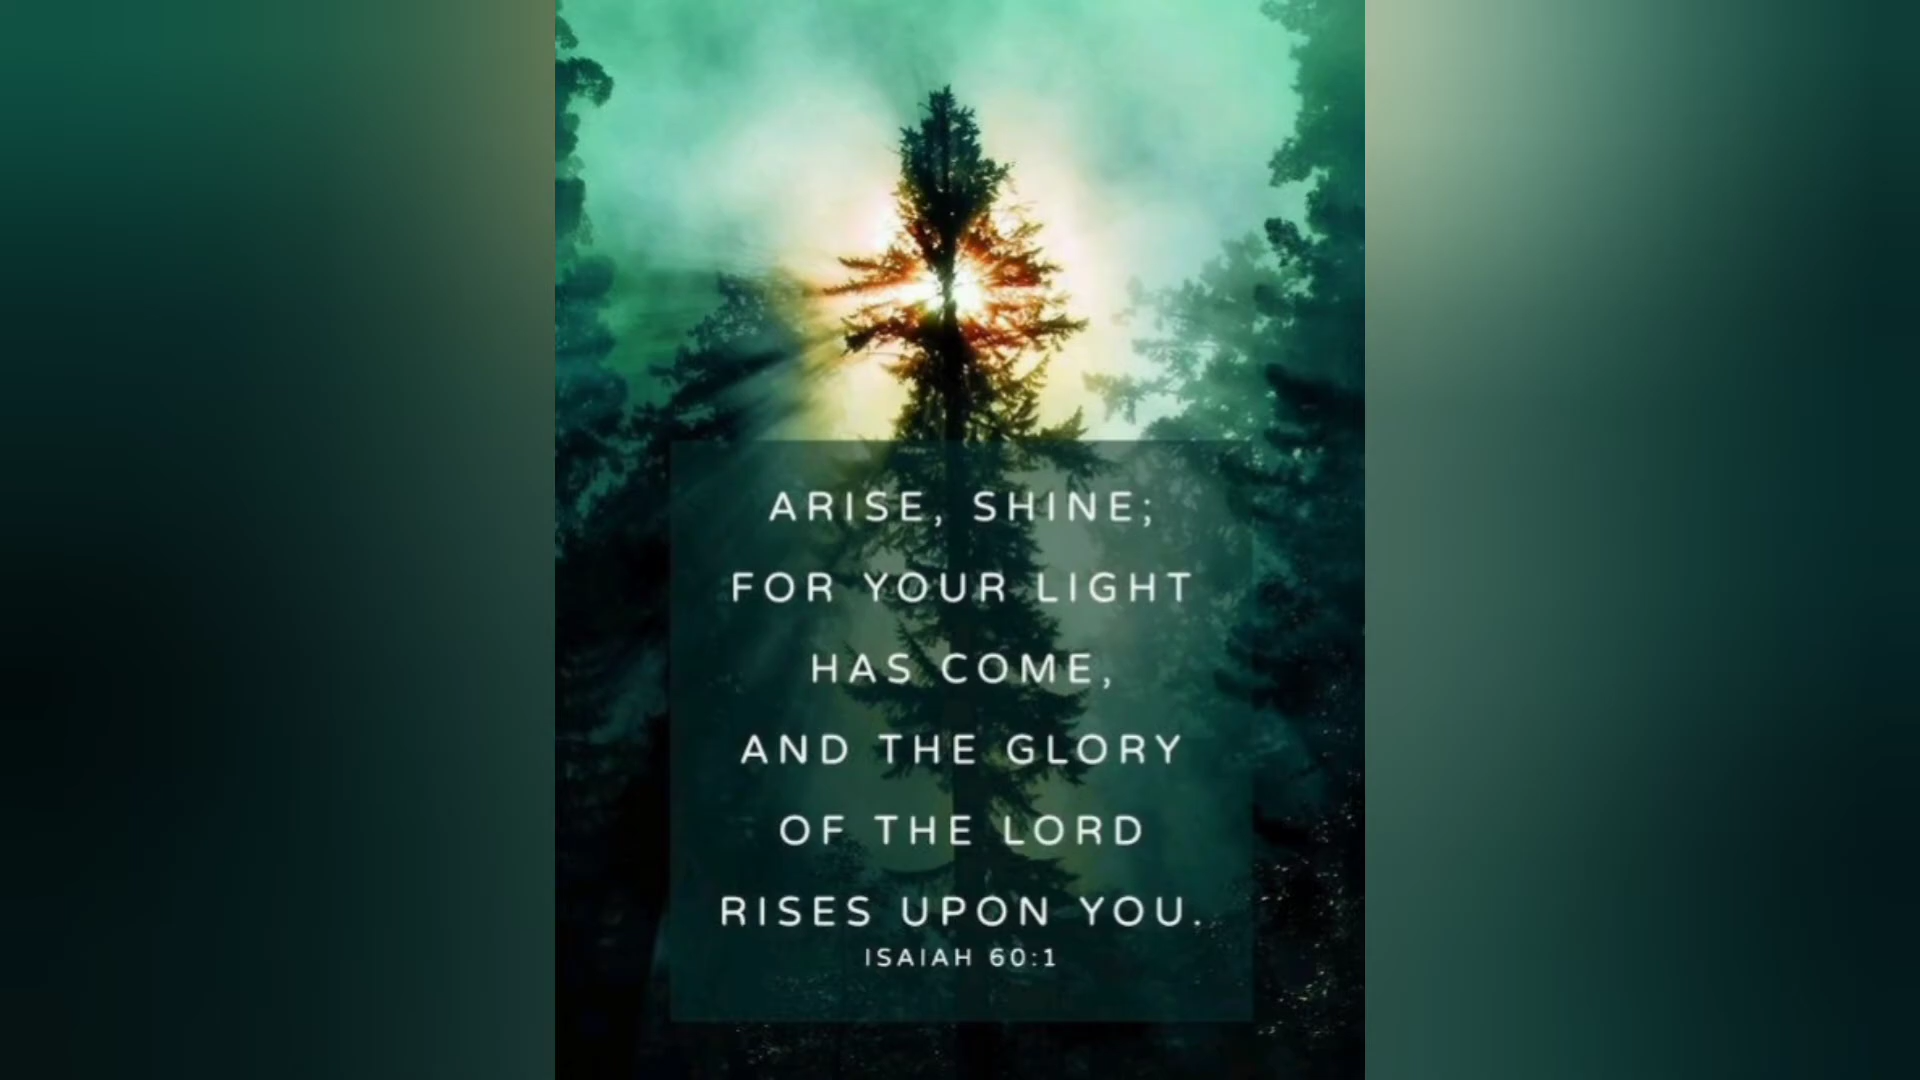 ARISE, SHINE;
FOR YOUR LIGHT
HAS COME,
AND THE GLORY
OF THE LORD
RISES UPON YOU.
ISAIAH 60:1